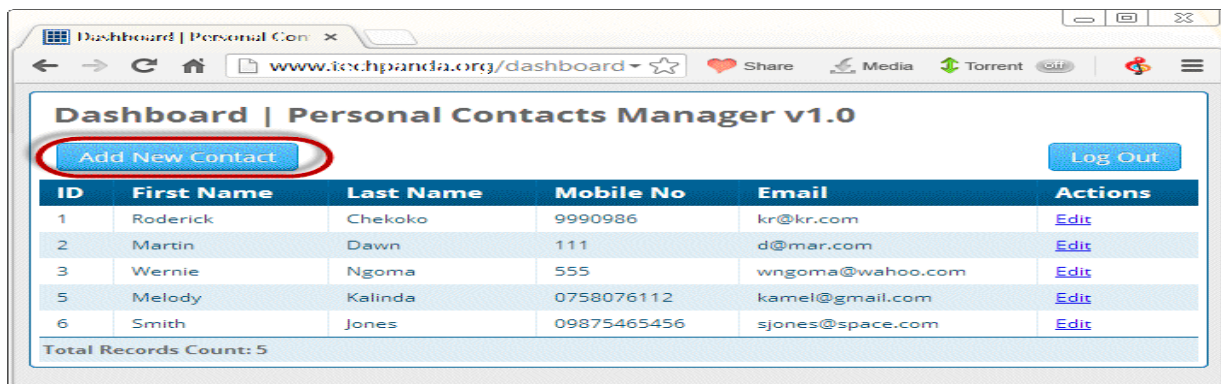 Dashboard | Personal Con
www.techpanda.org/dashboard Share Media Torrent Gii
Dashboard | Personal Contacts Manager v1.0
Add New Contact Log Out
ID First Name Last Name Mobile No Email Actions
1 Roderick Chekoko 9990986 kr@kr.com Edit
2 Martin Dawn 111 d@mar.com Edit
3 Wernie Ngoma 555 wngoma@wahoo.com Edit
5 Melody Kalinda 0758076112 kamel@gmail.com Edit
6 Smith Jones 09875465456 sjones@space.com Edit
Total Records Count: 5